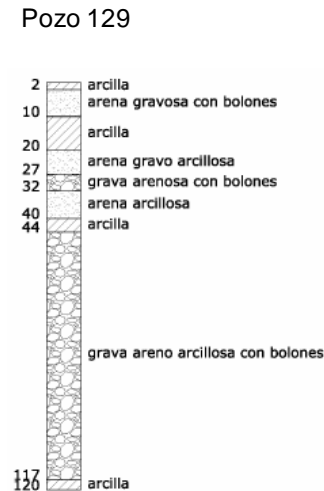 Pozo 129
2 arcilla
arena gravosa con bolones
10
arcilla
20
arena gravo arcillosa
27
grava arenosa con bolones
32
arena arcillosa
40
44 arcilla
grava areno arcillosa con bolones
117
120 arcilla